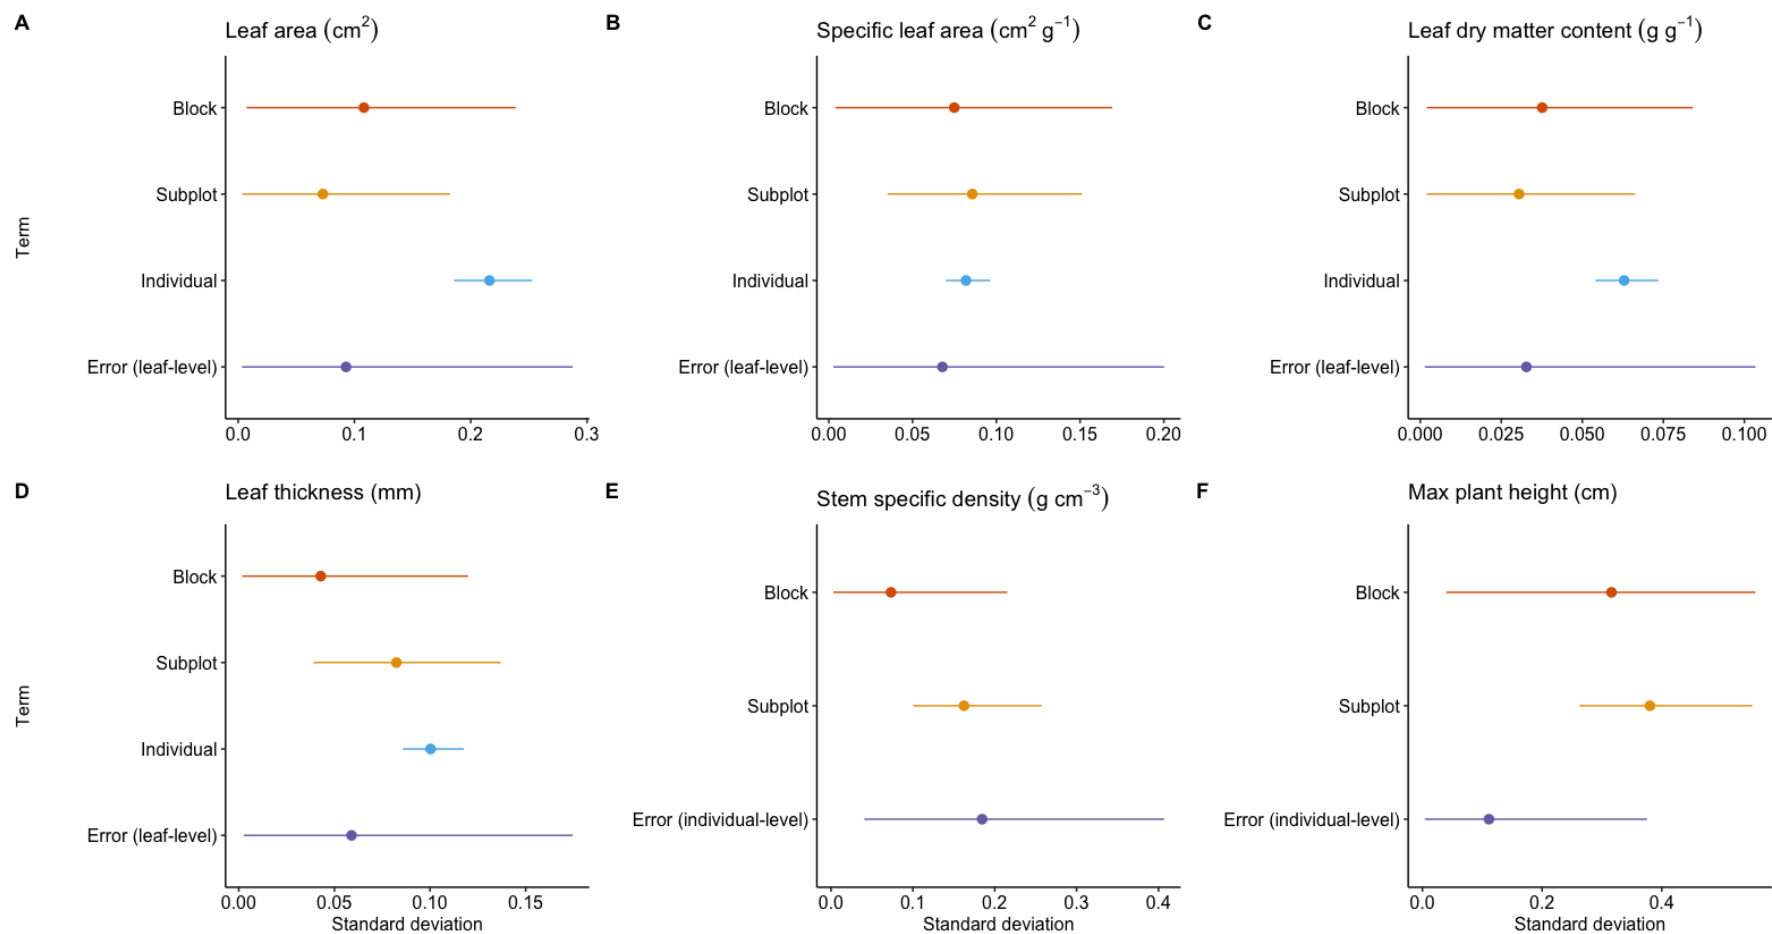 A Leaf area (cm²)
Block
Subplot
Individual
Error (leaf-level)
Term
0.0 0.1 0.2 0.3
B Specific leaf area (cm² g⁻¹)
Block
Subplot
Individual
Error (leaf-level)
0.00 0.05 0.10 0.15 0.20
C Leaf dry matter content (g g⁻¹)
Block
Subplot
Individual
Error (leaf-level)
0.000 0.025 0.050 0.075 0.100
D Leaf thickness (mm)
Block
Subplot
Individual
Error (leaf-level)
Term
0.00 0.05 0.10 0.15
Standard deviation
E Stem specific density (g cm⁻³)
Block
Subplot
Error (individual-level)
0.0 0.1 0.2 0.3 0.4
Standard deviation
F Max plant height (cm)
Block
Subplot
Error (individual-level)
0.0 0.2 0.4
Standard deviation